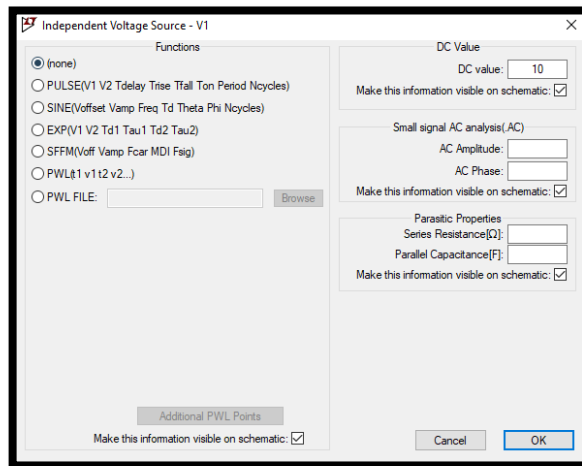 Independent Voltage Source - V1
Functions
(none)
PULSE(V1 V2 Tdelay Trise Tfall Ton Period Ncycles)
SINE(Voffset Vamp Freq Td Theta Phi Ncycles)
EXP(V1 V2 Td1 Tau1 Td2 Tau2)
SFFM(Voff Vamp Fcar MDI Fsig)
PWL(t1 v1 t2 v2...)
PWL FILE:
Browse
Additional PWL Points
Make this information visible on schematic:
DC Value
DC value: 10
Make this information visible on schematic:
Small signal AC analysis(.AC)
AC Amplitude:
AC Phase:
Make this information visible on schematic:
Parasitic Properties
Series Resistance[Ω]:
Parallel Capacitance[F]:
Make this information visible on schematic:
Cancel
OK